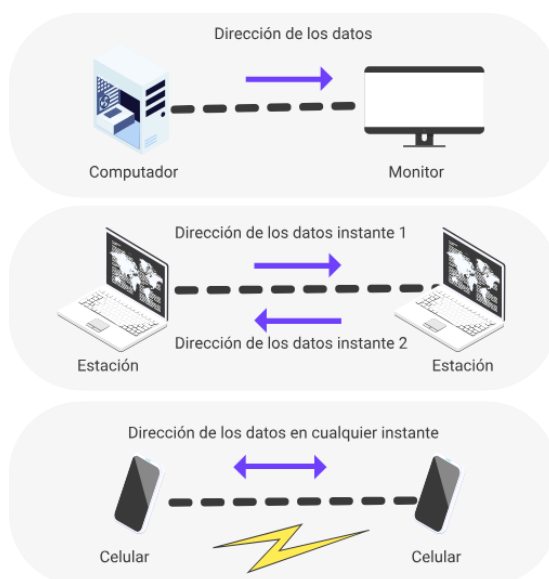 Dirección de los datos
Computador
Monitor
Dirección de los datos instante 1
Dirección de los datos instante 2
Estación
Estación
Dirección de los datos en cualquier instante
Celular
Celular